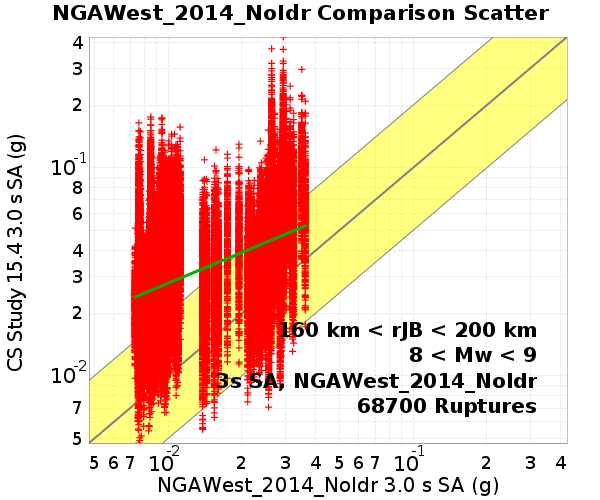 NGAWest_2014_NoIdr Comparison Scatter
CS Study 15.4 3.0 s SA (g)
4
3
2
10-1
8
6
4
3
2
10-2
7
5
160 km < rJB < 200 km
8 < Mw < 9
3s SA, NGAWest_2014_NoIdr
68700 Ruptures
5 6 7 10-2 2 3 4 5 6 7 10-1 2 3 4
NGAWest_2014_NoIdr 3.0 s SA (g)